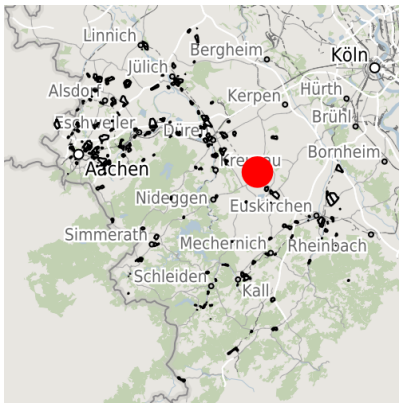 Linnich
Bergheim
Köln
Jülich
Alsdorf
Kerpen
Hürth
Eschweiler
Düren
Brühl
Bornheim
Aachen
Nideggen
Euskirchen
Simmerath
Mechernich
Rheinbach
Schleiden
Kall